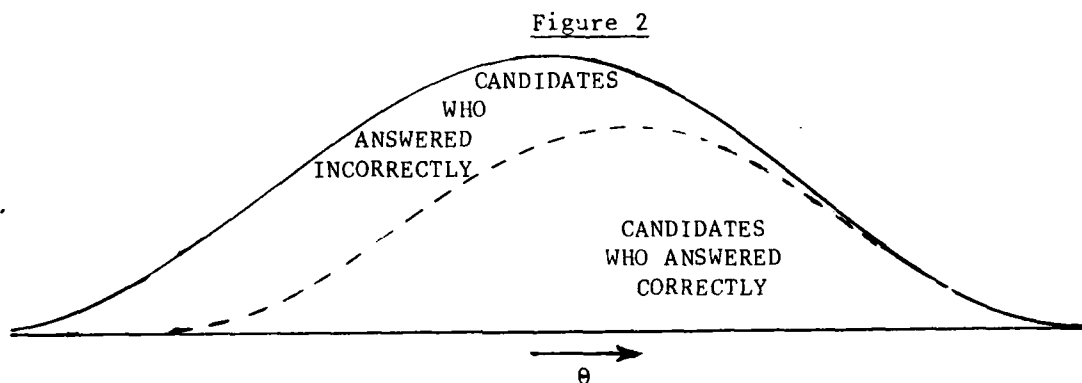 Figure 2
CANDIDATES
WHO
ANSWERED
INCORRECTLY
CANDIDATES
WHO ANSWERED
CORRECTLY
θ